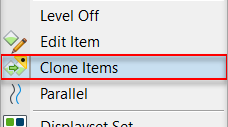 Level Off
Edit Item
Clone Items
Parallel
Displayset Set